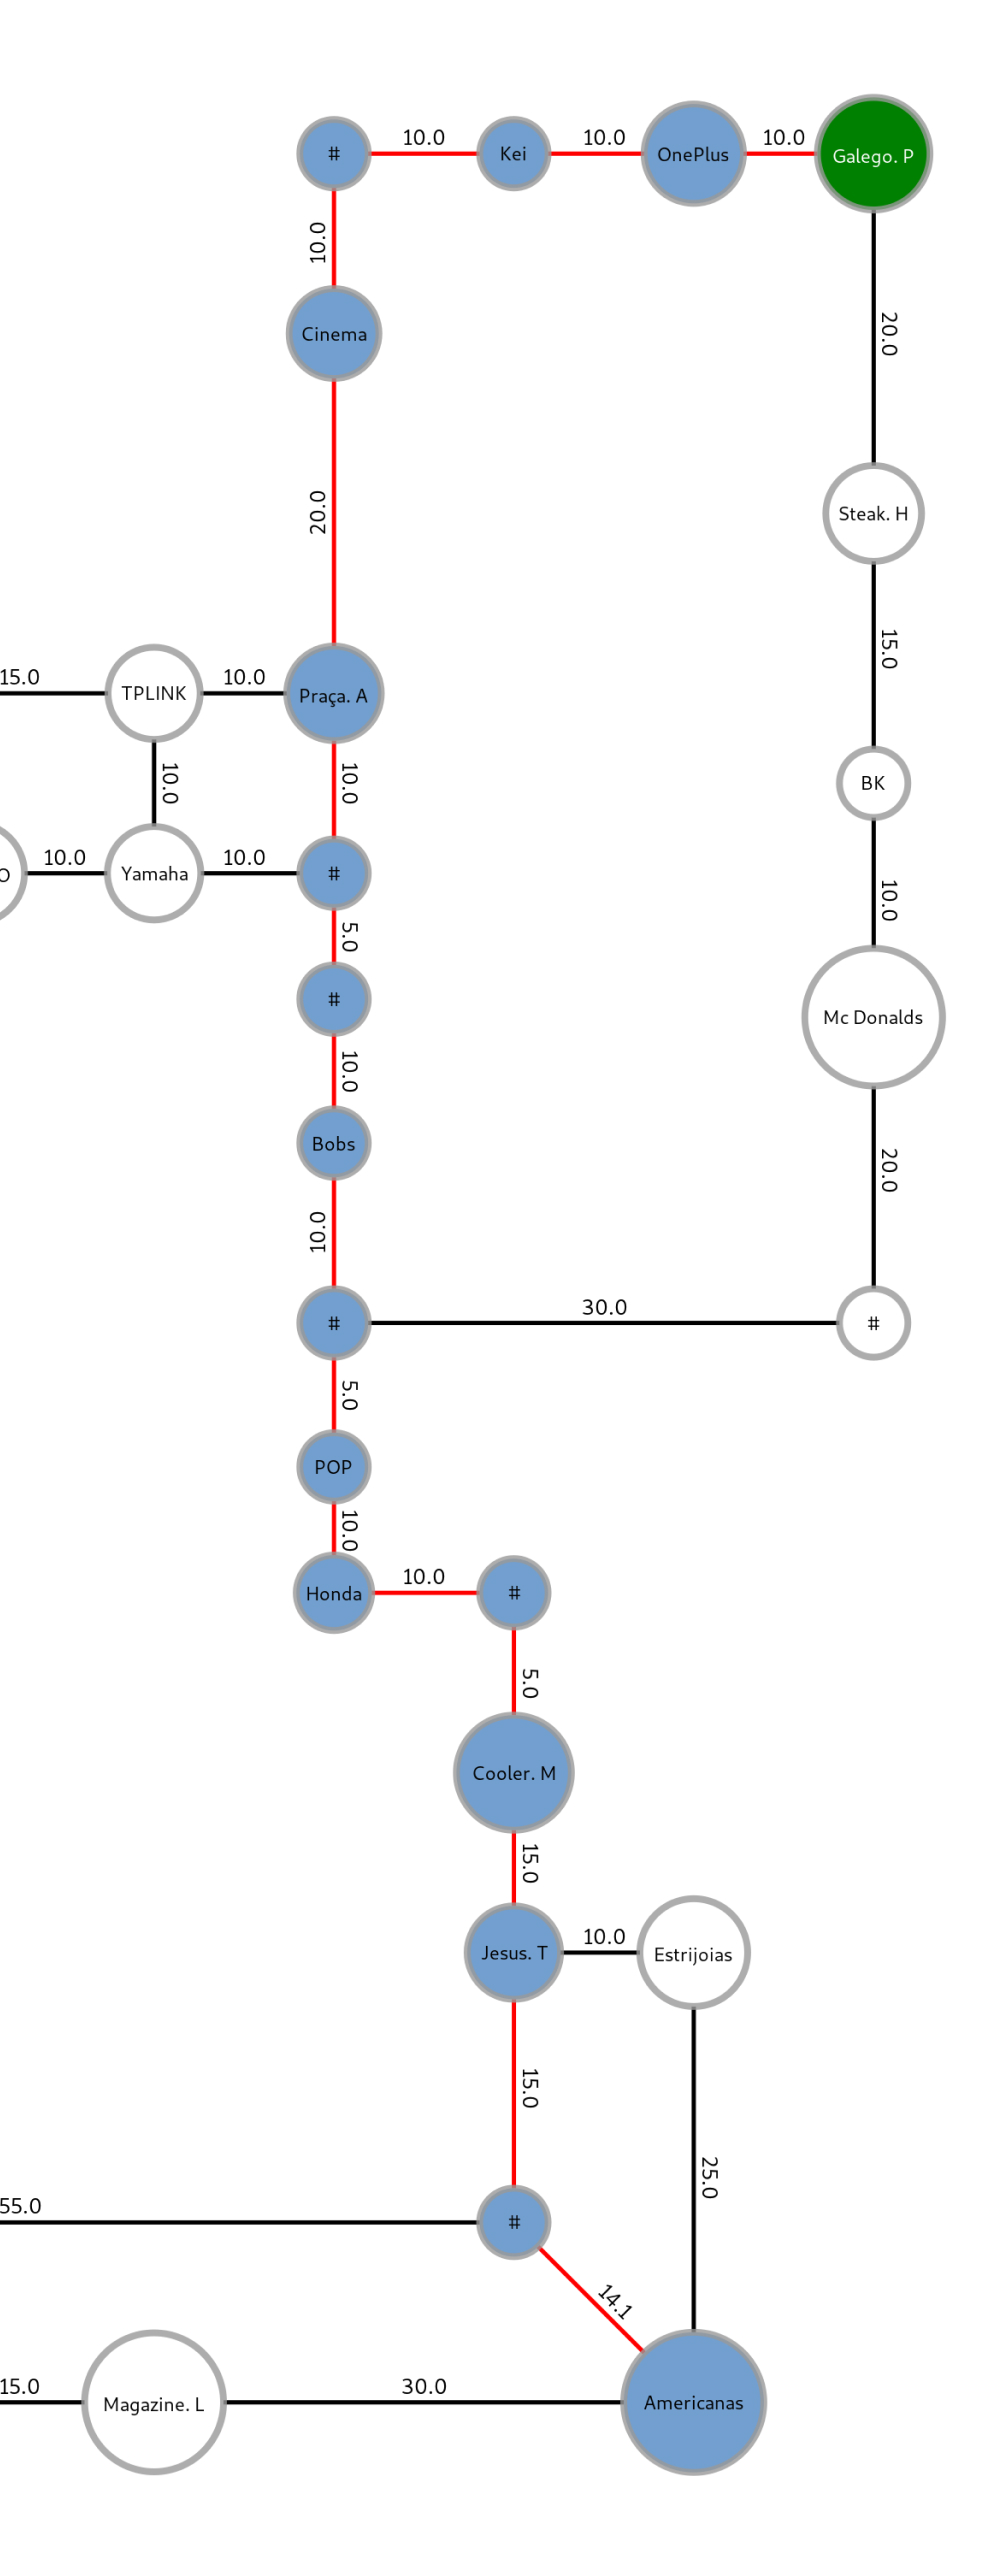 10.0
10.0
10.0
#
Kei
OnePlus
Galego. P
10.0
20.0
Cinema
20.0
Steak. H
15.0
15.0
10.0
TPLINK
Praça. A
10.0
10.0
BK
10.0
10.0
O
Yamaha
#
10.0
5.0
#
Mc Donalds
10.0
Bobs
20.0
10.0
30.0
#
#
5.0
POP
10.0
10.0
Honda
#
5.0
Cooler. M
15.0
10.0
Jesus. T
Estrijoias
15.0
25.0
55.0
#
14.1
15.0
30.0
Magazine. L
Americanas